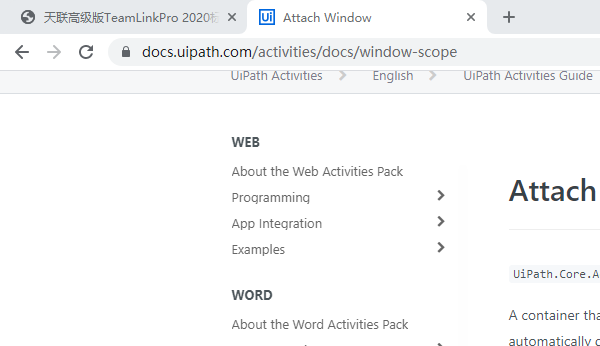 天联高级版TeamLinkPro 2020
Ui Attach Window
docs.uipath.com/activities/docs/window-scope
UiPath Activities > English > UiPath Activities Guide
WEB
About the Web Activities Pack
Programming
App Integration
Examples
WORD
About the Word Activities Pack
Attach
UiPath.Core.A
A container tha
automatically